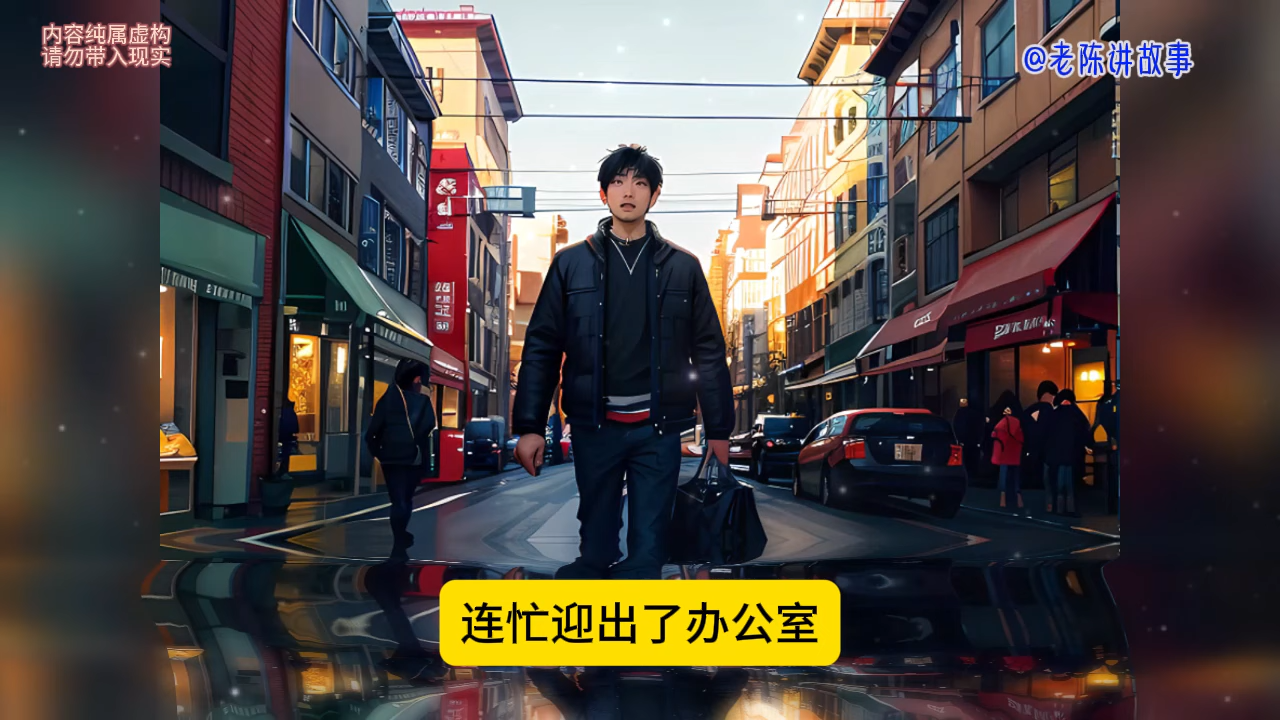 内容纯属虚构
请勿带入现实
@老陈讲故事
连忙迎出了办公室